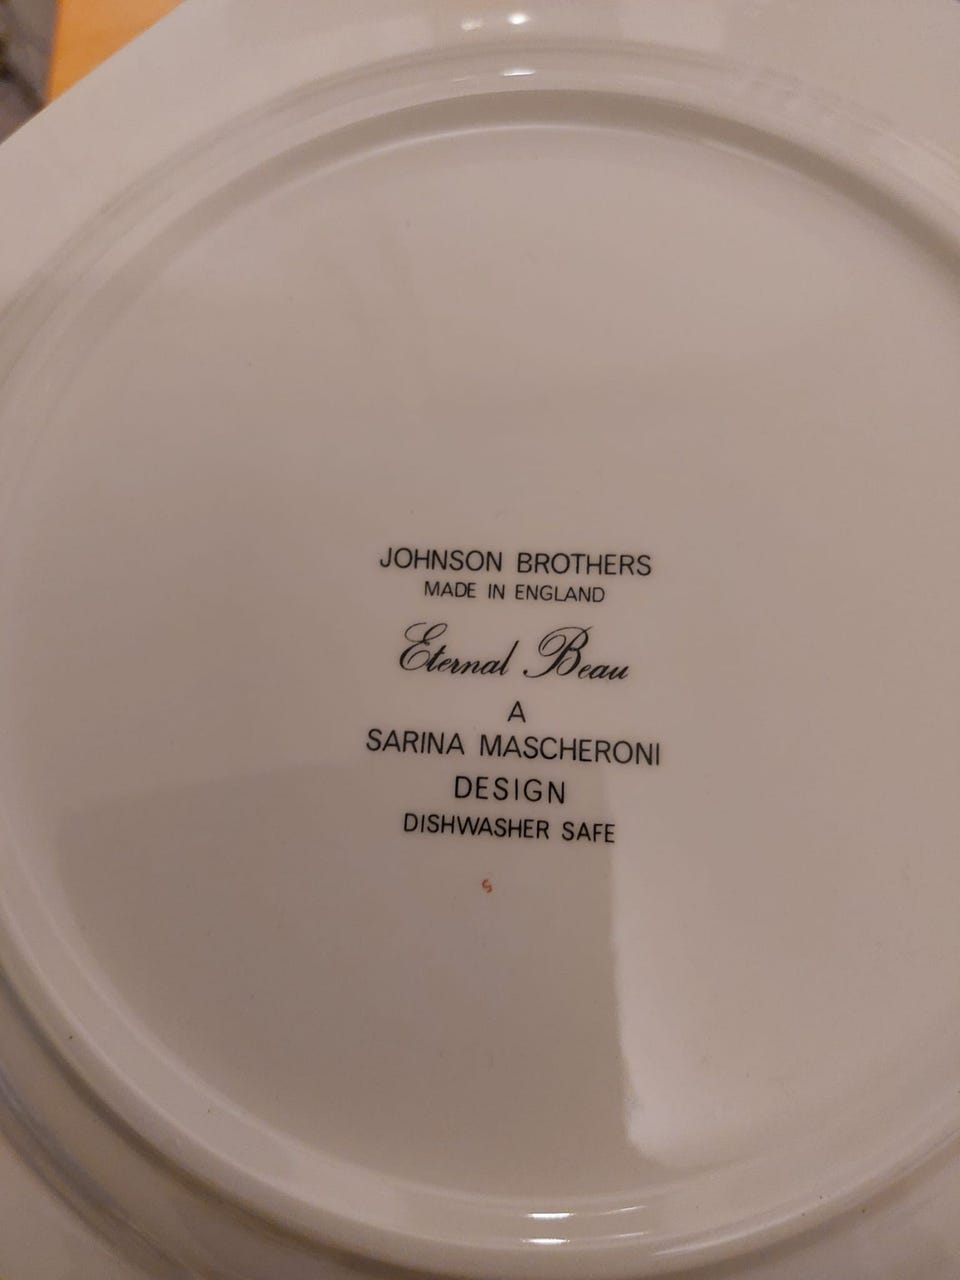 JOHNSON BROTHERS
MADE IN ENGLAND
Eternal Beau
A
SARINA MASCHERONI
DESIGN
DISHWASHER SAFE